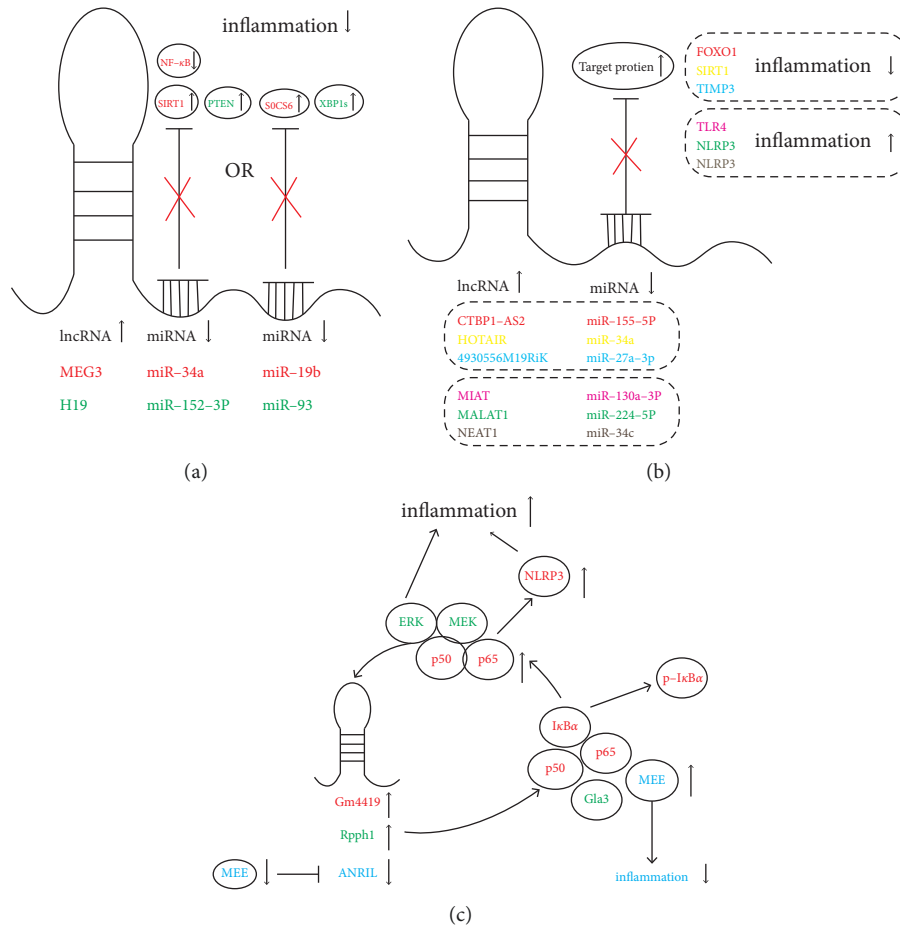 inflammation ↓
NF-κB ↓
SIRT1 ↑ PTEN ↑ S0CS6 ↑ XBP1s ↑
OR
lncRNA ↑ miRNA ↓ miRNA ↓
MEG3 miR-34a miR-19b
H19 miR-152-3P miR-93
(a)
Target protien ↑
FOXO1
SIRT1
TIMP3
inflammation ↓
TLR4
NLRP3
NLRP3
inflammation ↑
lncRNA ↑ miRNA ↓
CTBP1-AS2 miR-155-5P
HOTAIR miR-34a
4930556M19RiK miR-27a-3p
MIAT miR-130a-3P
MALAT1 miR-224-5P
NEAT1 miR-34c
(b)
inflammation ↑
NLRP3 ↑
ERK MEK
p50 p65 ↑
p-IκBα
IκBα
p50 p65
MEE ↑
Gla3
Gm4419 ↑
Rpph1 ↑
MEE ↓ ANRIL ↓
inflammation ↓
(c)